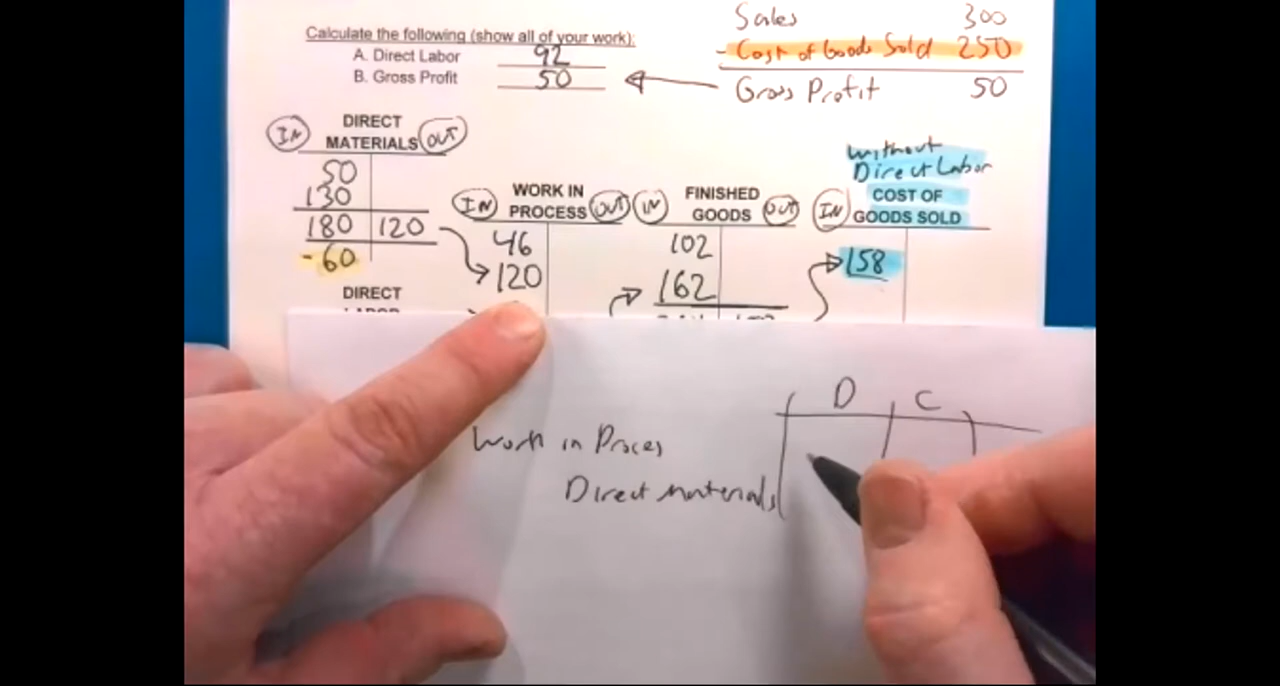 Sales 300
- Cost of Goods Sold 250
Gross Profit 50
Calculate the following (show all of your work):
A. Direct Labor 92
B. Gross Profit 50
IN DIRECT MATERIALS OUT
50
130
180 120
-60
DIRECT
IN WORK IN PROCESS OUT
46
120
IN FINISHED GOODS OUT
102
162
Without
Direct Labor
IN COST OF GOODS SOLD
158
D C
Work in Proces
Direct Materials